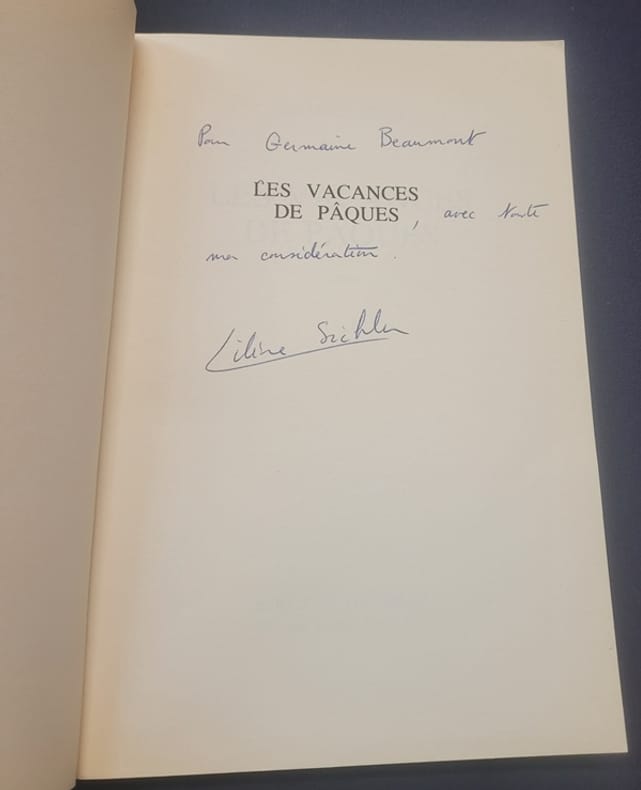 Pour Germaine Beaumont
LES VACANCES
DE PÂQUES , avec toute
ma considération.
Liliane Sichler